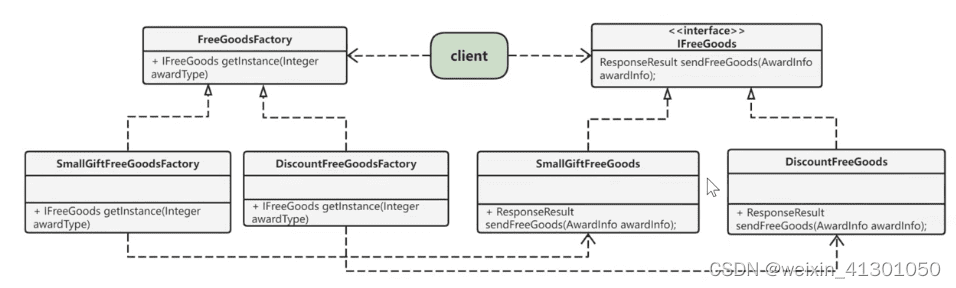 FreeGoodsFactory
+ IFreeGoods getInstance(Integer
awardType)
client
<<interface>>
IFreeGoods
ResponseResult sendFreeGoods(AwardInfo
awardInfo);
SmallGiftFreeGoodsFactory
+ IFreeGoods getInstance(Integer
awardType)
DiscountFreeGoodsFactory
+ IFreeGoods getInstance(Integer
awardType)
SmallGiftFreeGoods
+ ResponseResult
sendFreeGoods(AwardInfo awardInfo);
DiscountFreeGoods
+ ResponseResult
sendFreeGoods(AwardInfo awardInfo);
CSDN @weixin_41301050